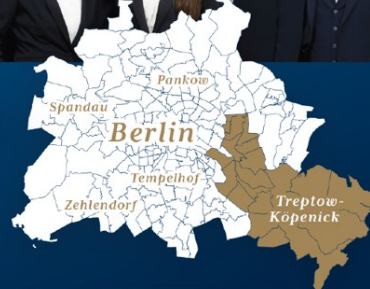 Pankow
Spandau
Berlin
Tempelhof
Zehlendorf
Treptow-
Köpenick